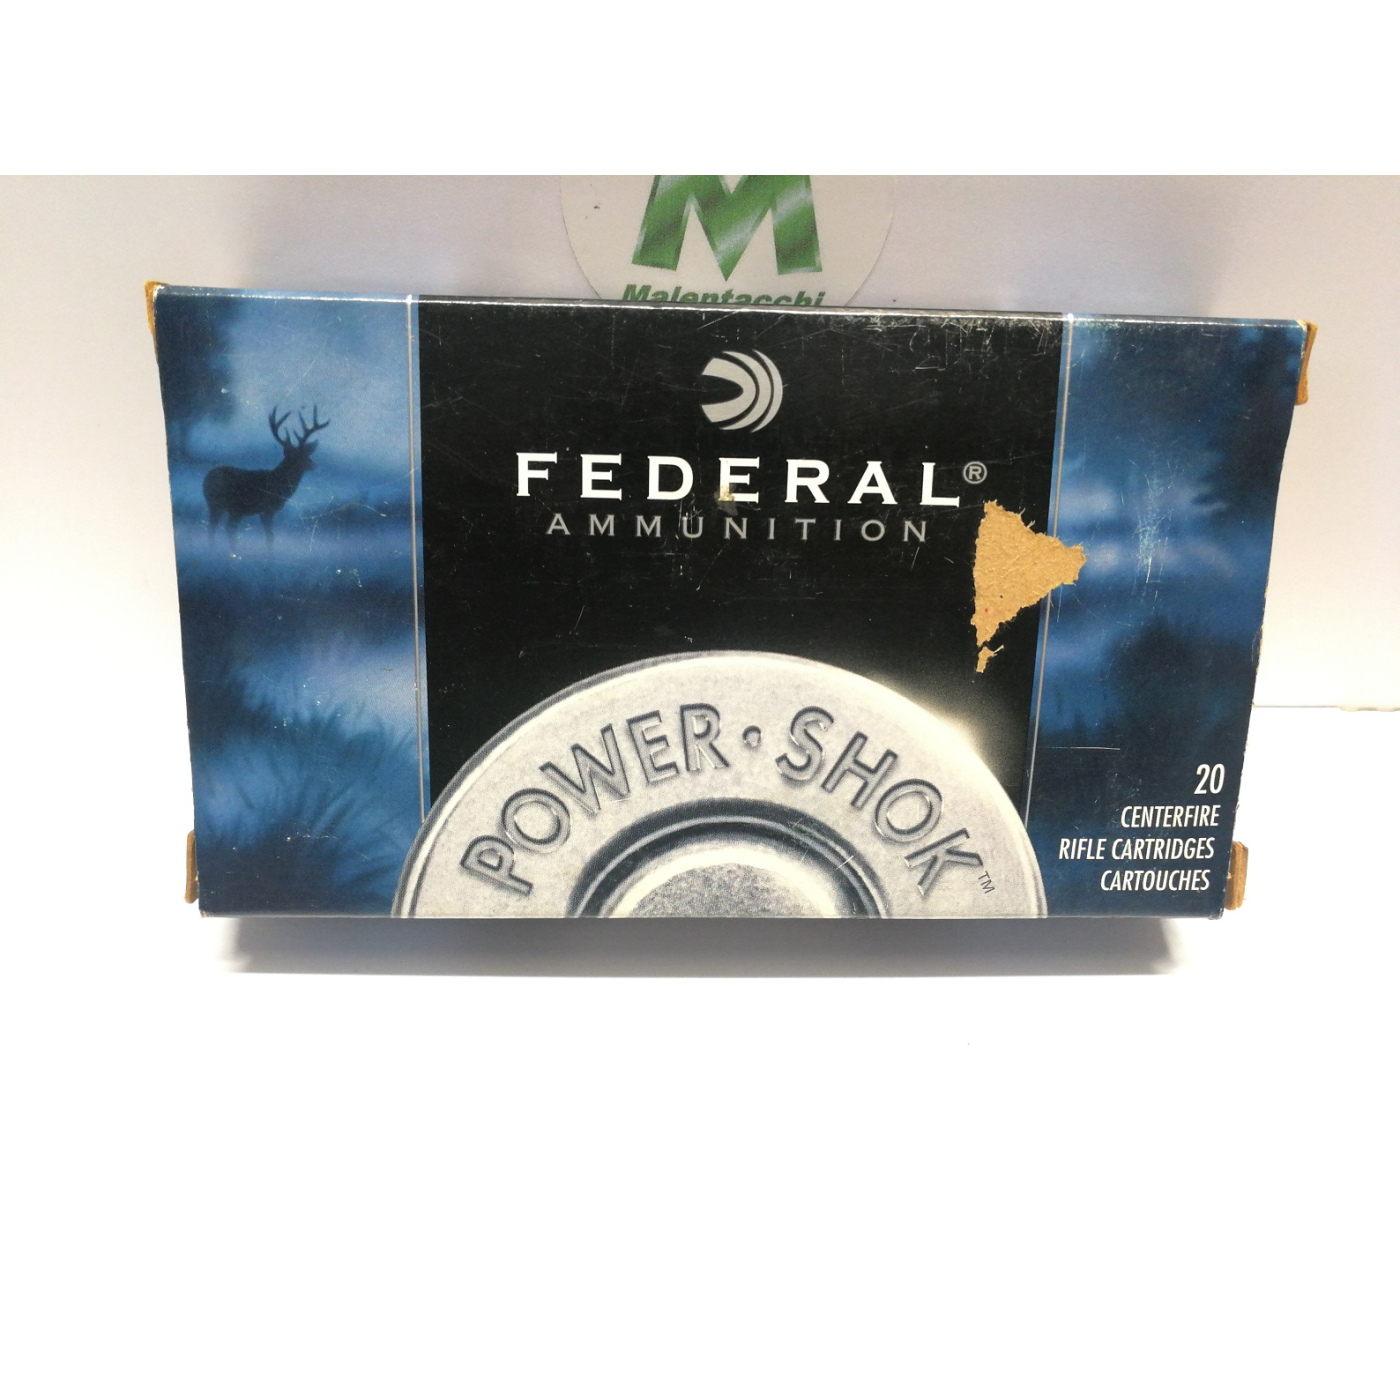 M
Malentacchi
FEDERAL®
AMMUNITION
POWER·SHOK™
20
CENTERFIRE
RIFLE CARTRIDGES
CARTOUCHES